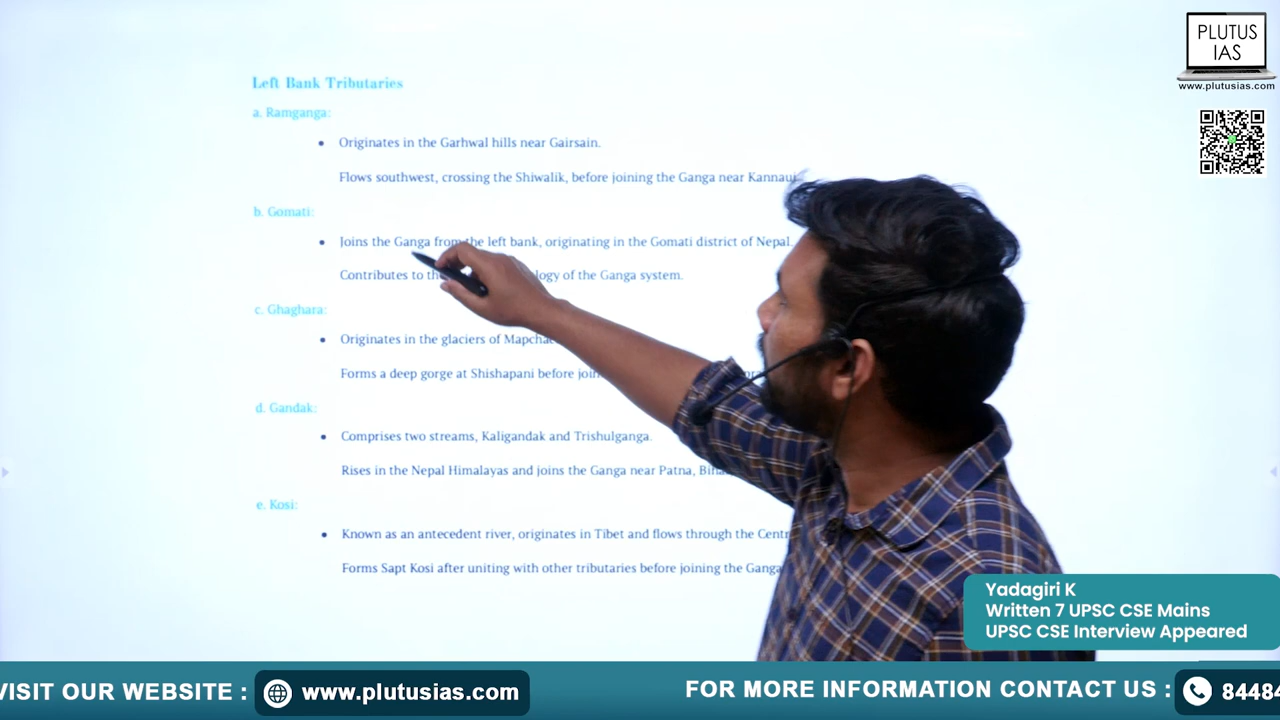 PLUTUS
IAS
www.plutusias.com
Left Bank Tributaries
a. Ramganga:
• Originates in the Garhwal hills near Gairsain.
Flows southwest, crossing the Shiwalik, before joining the Ganga near Kannauj.
b. Gomati:
• Joins the Ganga from the left bank, originating in the Gomati district of Nepal.
Contributes to the of the Ganga system.
c. Ghaghara:
• Originates in the glaciers of
Forms a deep gorge at Shishapani before
d. Gandak:
• Comprises two streams, Kaligandak and Trishulganga.
Rises in the Nepal Himalayas and joins the Ganga near Patna,
e. Kosi:
• Known as an antecedent river, originates in Tibet and flows through the
Forms Sapt Kosi after uniting with other tributaries before joining the Ganga
Yadagiri K
Written 7 UPSC CSE Mains
UPSC CSE Interview Appeared
VISIT OUR WEBSITE : www.plutusias.com
FOR MORE INFORMATION CONTACT US : 84484